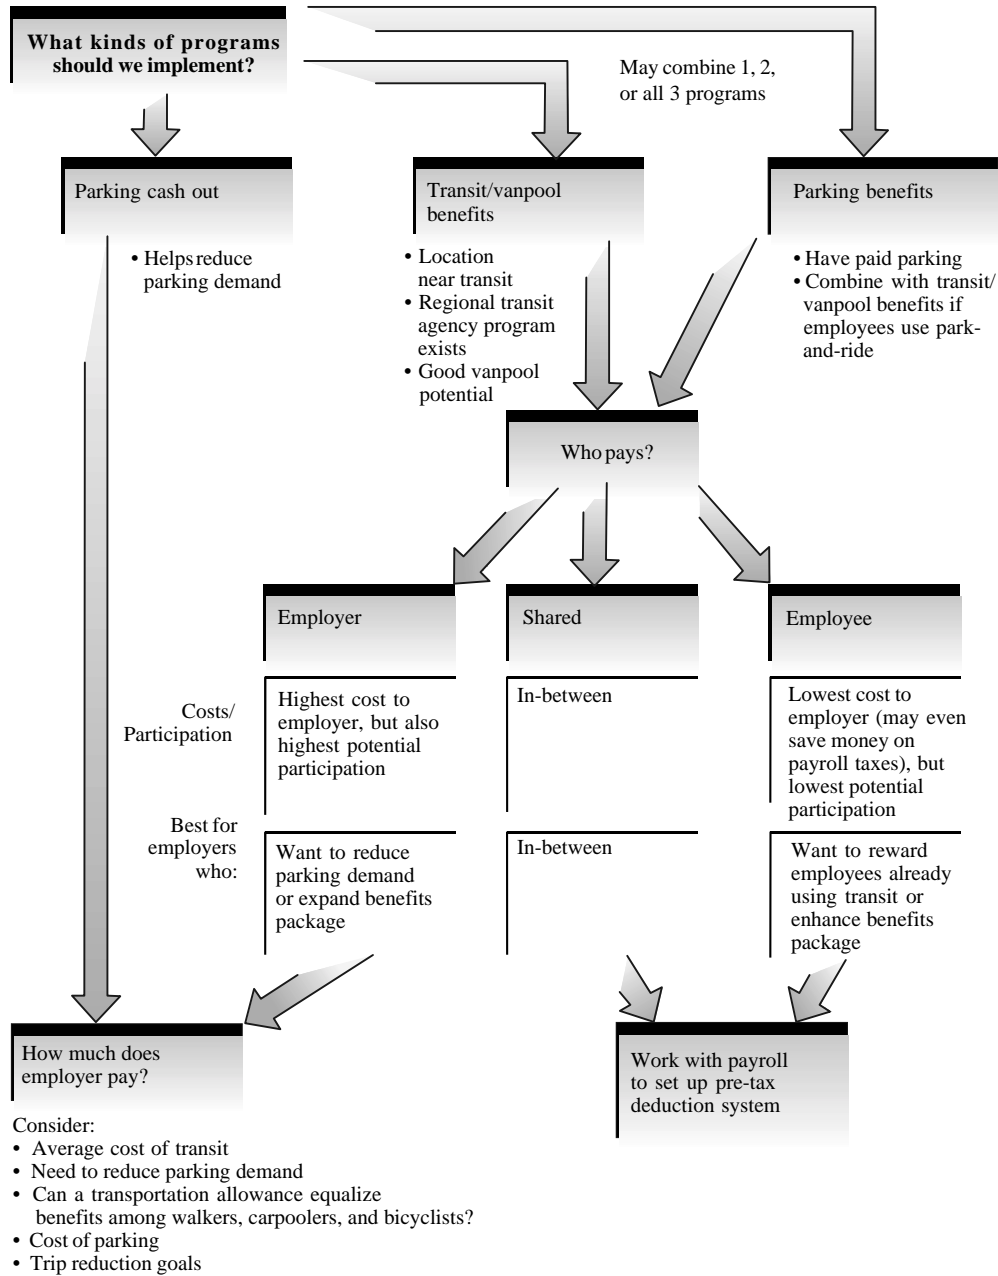 What kinds of programs
should we implement?
May combine 1, 2,
or all 3 programs
Parking cash out
• Helps reduce
parking demand
Transit/vanpool
benefits
• Location
near transit
• Regional transit
agency program
exists
• Good vanpool
potential
Parking benefits
• Have paid parking
• Combine with transit/
vanpool benefits if
employees use park-
and-ride
Who pays?
Employer
Shared
Employee
Costs/
Participation
Highest cost to
employer, but also
highest potential
participation
In-between
Lowest cost to
employer (may even
save money on
payroll taxes), but
lowest potential
participation
Best for
employers
who:
Want to reduce
parking demand
or expand benefits
package
In-between
Want to reward
employees already
using transit or
enhance benefits
package
How much does
employer pay?
Work with payroll
to set up pre-tax
deduction system
Consider:
• Average cost of transit
• Need to reduce parking demand
• Can a transportation allowance equalize
benefits among walkers, carpoolers, and bicyclists?
• Cost of parking
• Trip reduction goals